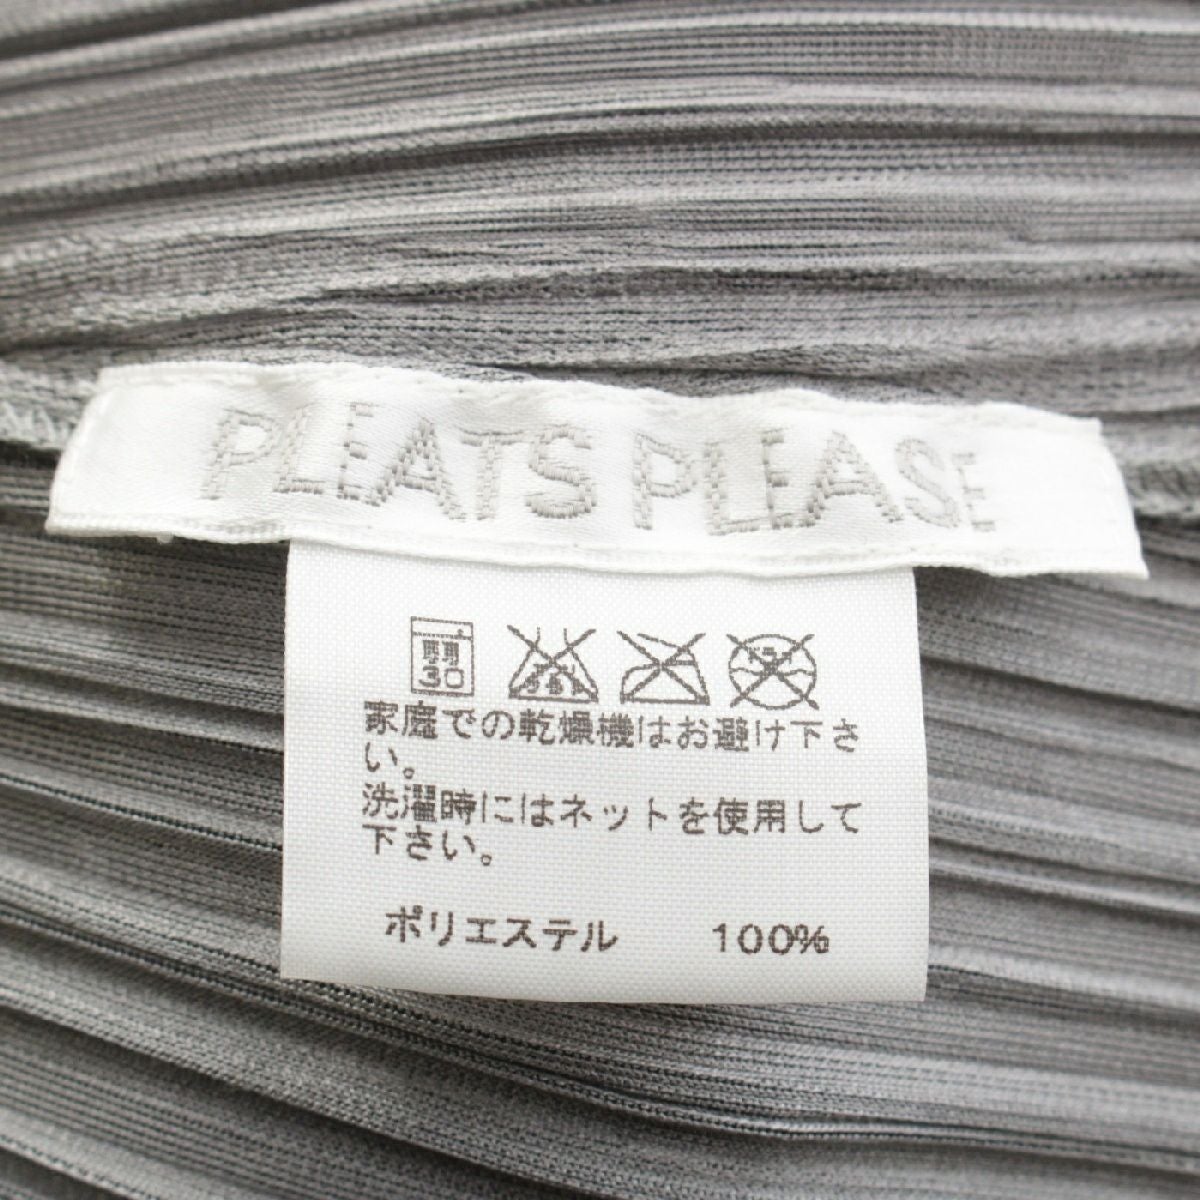 PLEATS PLEASE
30
家庭での乾燥機はお避け下さ
い。
洗濯時にはネットを使用して
下さい。
ポリエステル 100%